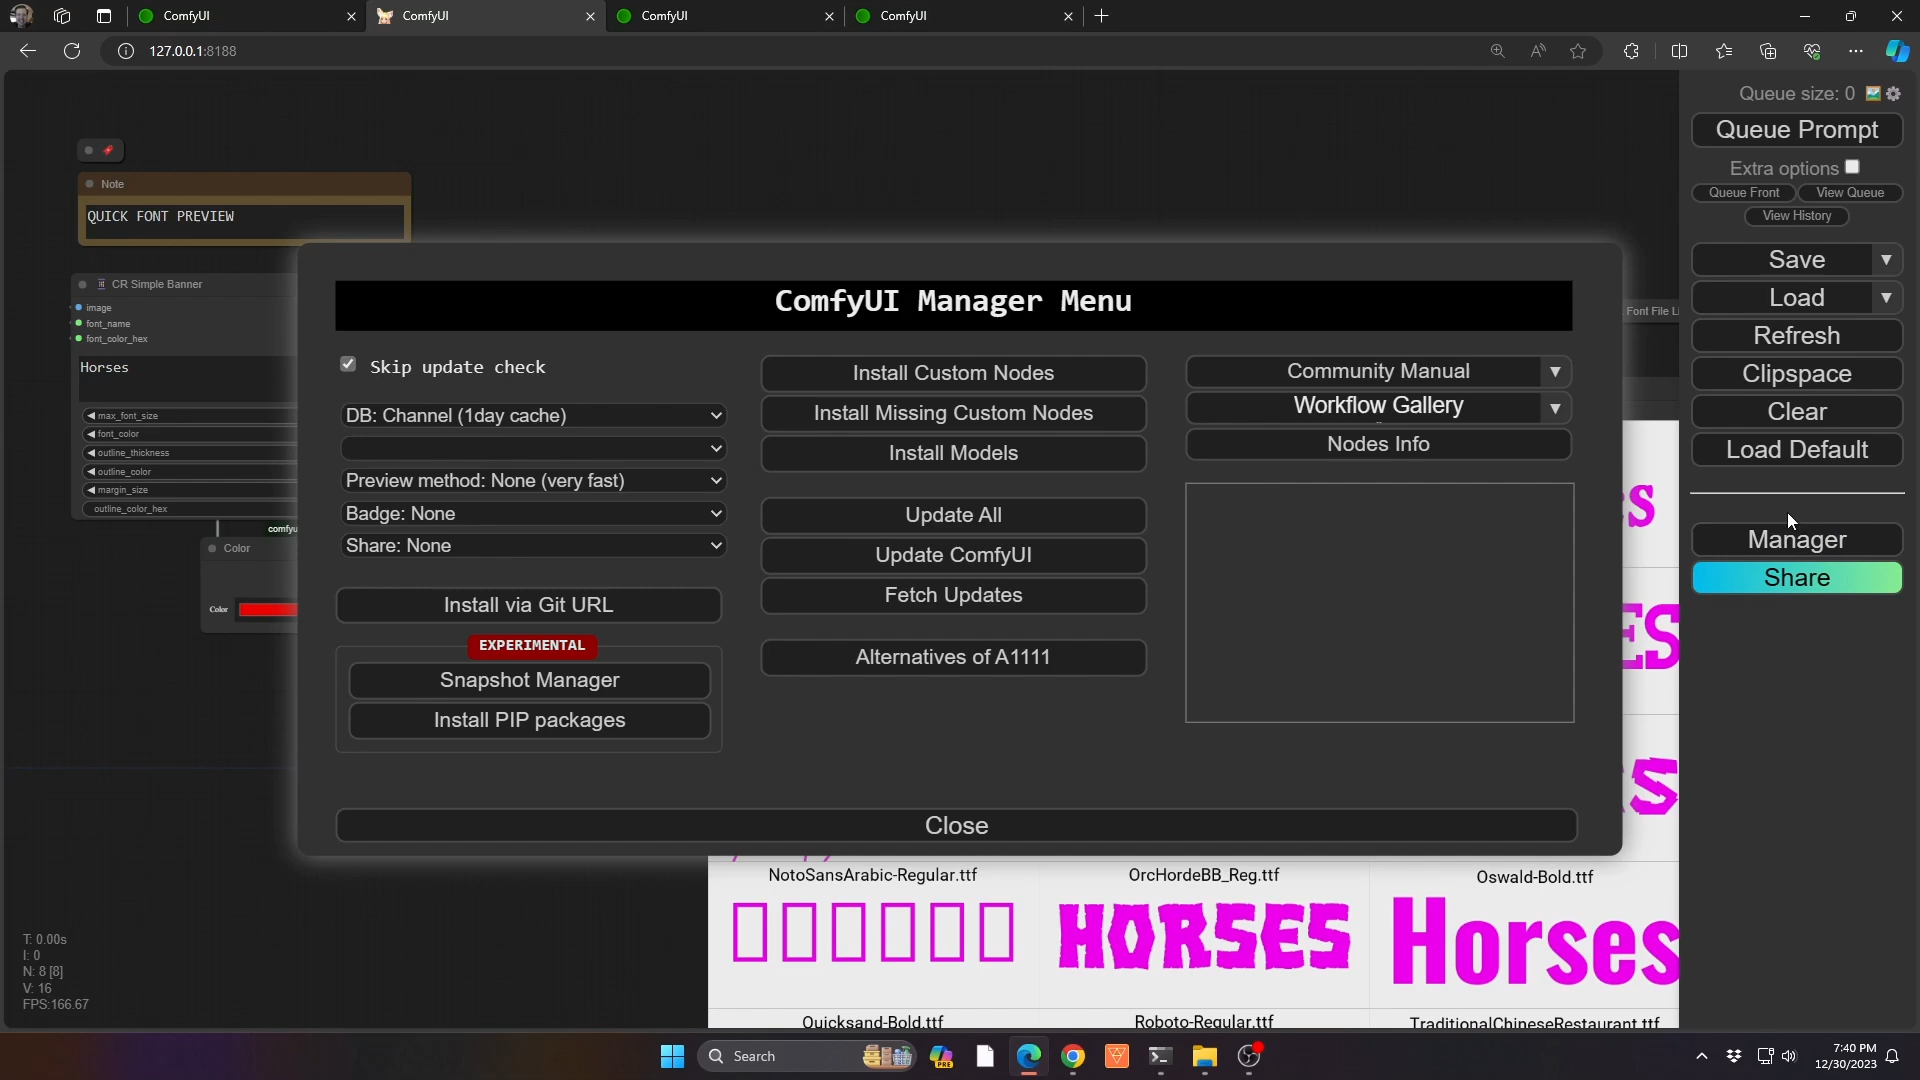 ComfyUI
ComfyUI
ComfyUI
ComfyUI
127.0.0.1:8188
Queue size: 0
Queue Prompt
Extra options
Queue Front
View Queue
View History
Save
Load
Refresh
Clipspace
Clear
Load Default
Manager
Share
Note
QUICK FONT PREVIEW
CR Simple Banner
image
font_name
font_color_hex
Horses
max_font_size
font_color
outline_thickness
outline_color
margin_size
outline_color_hex
comfyu
Color
Color
Font File Li
ComfyUI Manager Menu
Skip update check
DB: Channel (1day cache)
Preview method: None (very fast)
Badge: None
Share: None
Install via Git URL
EXPERIMENTAL
Snapshot Manager
Install PIP packages
Install Custom Nodes
Install Missing Custom Nodes
Install Models
Update All
Update ComfyUI
Fetch Updates
Alternatives of A1111
Community Manual
Workflow Gallery
Nodes Info
Close
s
ES
S
NotoSansArabic-Regular.ttf
OrcHordeBB_Reg.ttf
Oswald-Bold.ttf
HORSES
Horses
Quicksand-Bold.ttf
Roboto-Regular.ttf
TraditionalChineseRestaurant.ttf
T: 0.00s
I: 0
N: 8 [8]
V: 16
FPS:166.67
Search
PRE
7:40 PM
12/30/2023